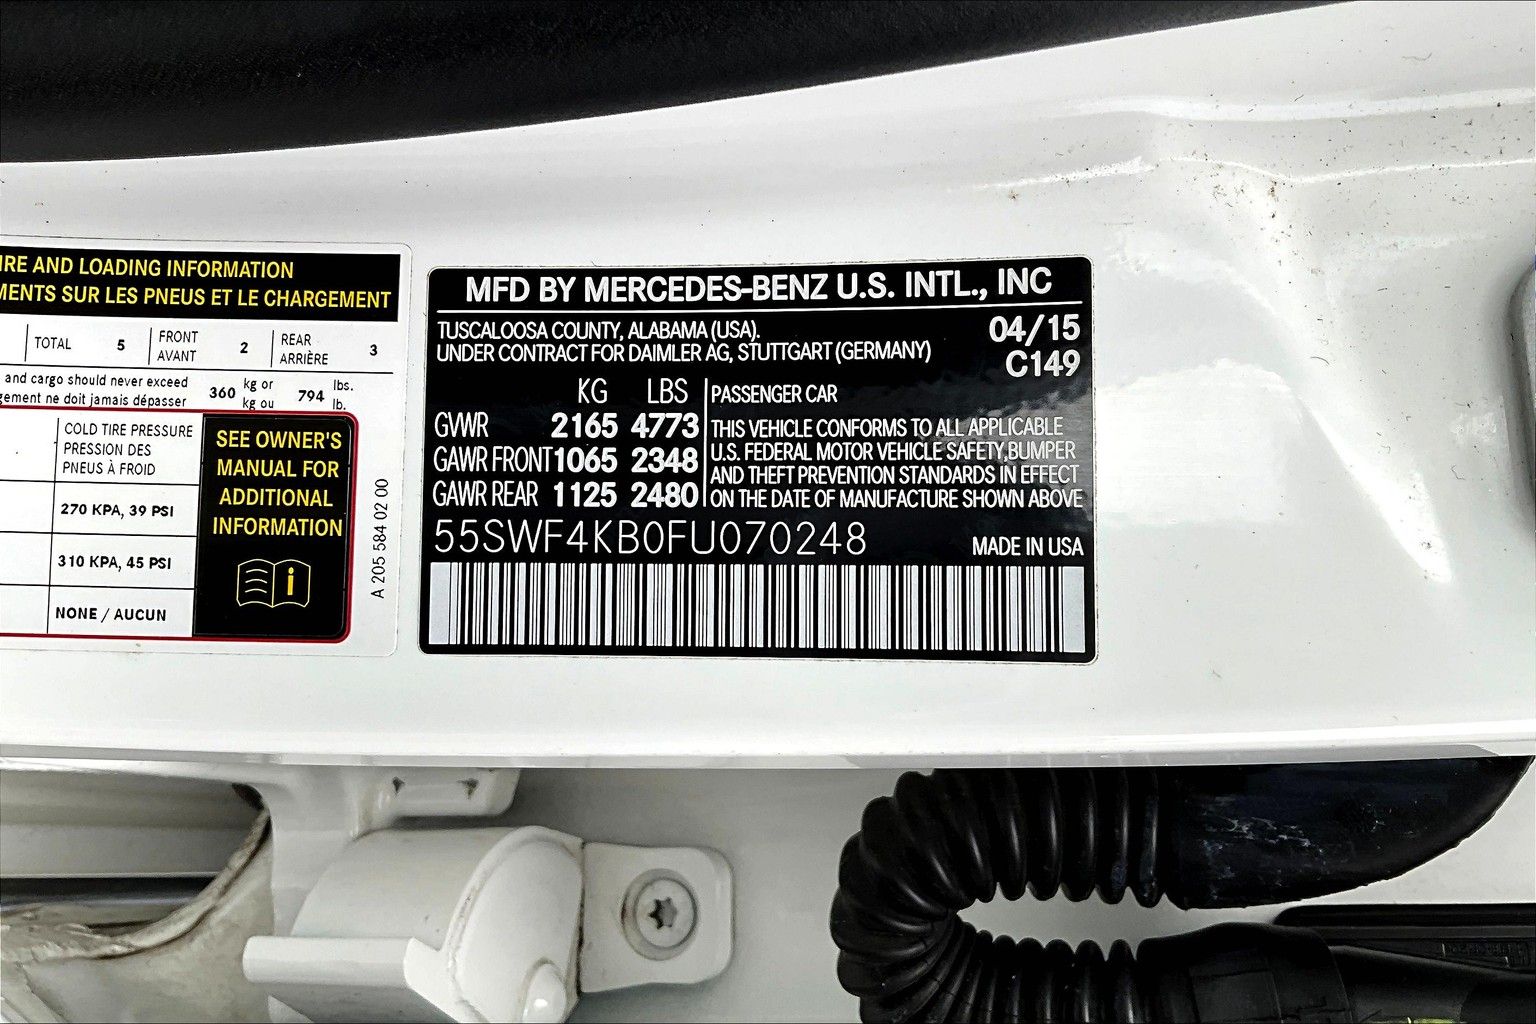 IRE AND LOADING INFORMATION
MENTS SUR LES PNEUS ET LE CHARGEMENT
TOTAL 5 FRONT AVANT 2 REAR ARRIÈRE 3
and cargo should never exceed 360 kg or 794 lbs.
gement ne doit jamais dépasser kg ou lb.
COLD TIRE PRESSURE
PRESSION DES
PNEUS À FROID
270 KPA, 39 PSI
310 KPA, 45 PSI
NONE / AUCUN
SEE OWNER'S
MANUAL FOR
ADDITIONAL
INFORMATION
A 205 584 02 00
MFD BY MERCEDES-BENZ U.S. INTL., INC
TUSCALOOSA COUNTY, ALABAMA (USA). 04/15
UNDER CONTRACT FOR DAIMLER AG, STUTTGART (GERMANY) C149
KG LBS
GVWR 2165 4773
GAWR FRONT 1065 2348
GAWR REAR 1125 2480
PASSENGER CAR
THIS VEHICLE CONFORMS TO ALL APPLICABLE
U.S. FEDERAL MOTOR VEHICLE SAFETY,BUMPER
AND THEFT PREVENTION STANDARDS IN EFFECT
ON THE DATE OF MANUFACTURE SHOWN ABOVE
55SWF4KB0FU070248 MADE IN USA